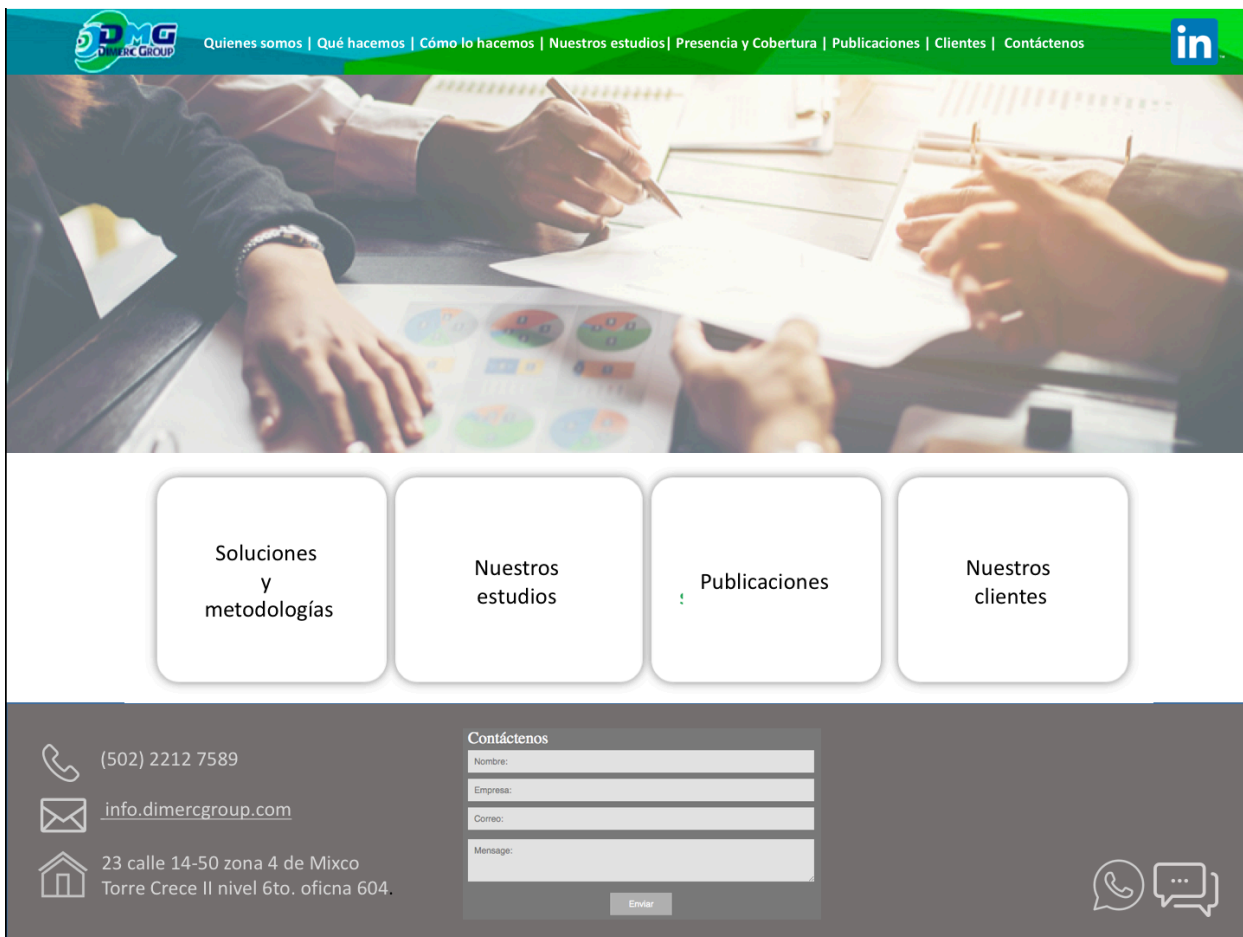 DMG
DIMERC GROUP
Quienes somos | Qué hacemos | Cómo lo hacemos | Nuestros estudios| Presencia y Cobertura | Publicaciones | Clientes | Contáctenos
in
Soluciones
y
metodologías
Nuestros
estudios
Publicaciones
Nuestros
clientes
(502) 2212 7589
info.dimercgroup.com
23 calle 14-50 zona 4 de Mixco
Torre Crece II nivel 6to. oficna 604.
Contáctenos
Nombre:
Empresa:
Correo:
Mensage:
Enviar